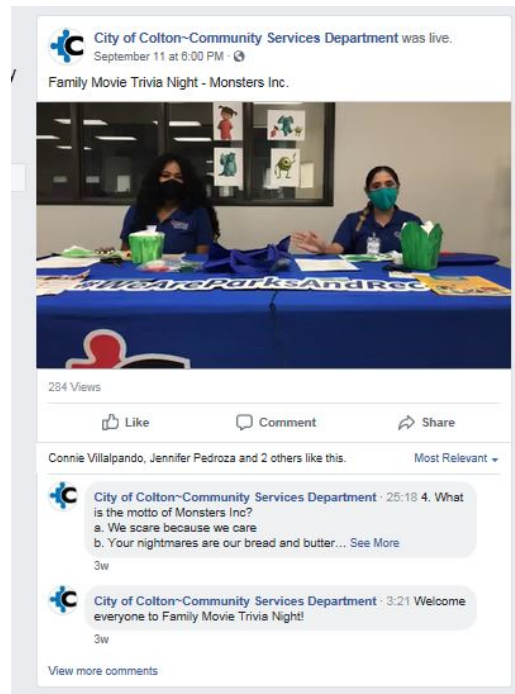 City of Colton~Community Services Department was live.
September 11 at 6:00 PM ·
Family Movie Trivia Night - Monsters Inc.
#WeAreParksAndRec
284 Views
Like Comment Share
Connie Villalpando, Jennifer Pedroza and 2 others like this. Most Relevant
City of Colton~Community Services Department · 25:18 4. What
is the motto of Monsters Inc?
a. We scare because we care
b. Your nightmares are our bread and butter... See More
3w
City of Colton~Community Services Department · 3:21 Welcome
everyone to Family Movie Trivia Night!
3w
View more comments